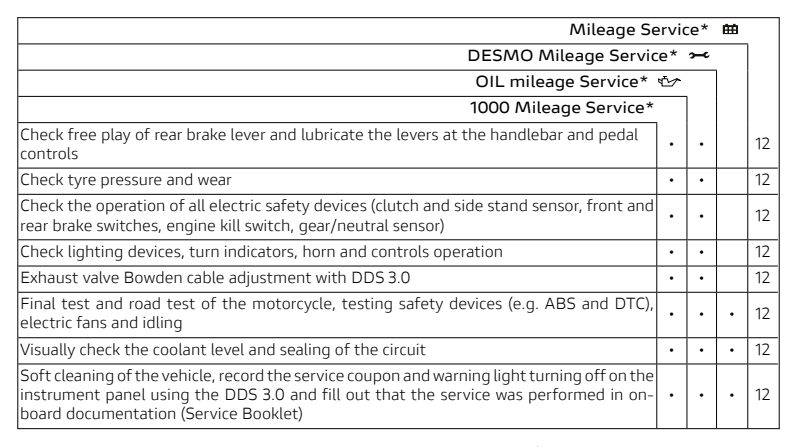 Mileage Service*
DESMO Mileage Service*
OIL mileage Service*
1000 Mileage Service*
Check free play of rear brake lever and lubricate the levers at the handlebar and pedal
controls • • 12
Check tyre pressure and wear • • 12
Check the operation of all electric safety devices (clutch and side stand sensor, front and
rear brake switches, engine kill switch, gear/neutral sensor) • • 12
Check lighting devices, turn indicators, horn and controls operation • • 12
Exhaust valve Bowden cable adjustment with DDS 3.0 • • 12
Final test and road test of the motorcycle, testing safety devices (e.g. ABS and DTC),
electric fans and idling • • • 12
Visually check the coolant level and sealing of the circuit • • • 12
Soft cleaning of the vehicle, record the service coupon and warning light turning off on the
instrument panel using the DDS 3.0 and fill out that the service was performed in on-
board documentation (Service Booklet) • • • 12